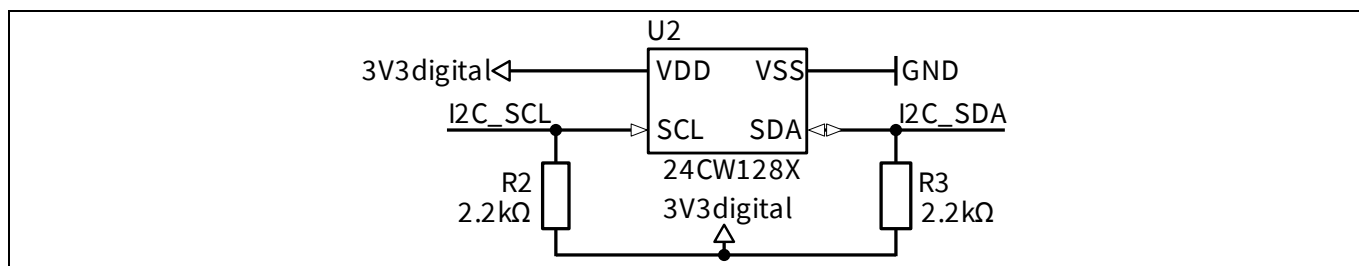 U2
3V3digital
VDD
VSS
GND
I2C_SCL
SCL
SDA
I2C_SDA
24CW128X
R2
2.2kΩ
3V3digital
R3
2.2kΩ